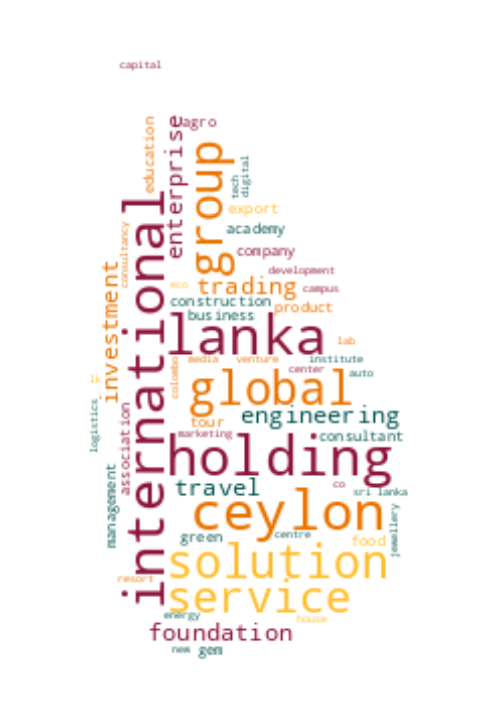 capital
agro
education
enterprise
group
tech
digital
international
export
consultancy
academy
company
development
investment
eco
trading
campus
construction
product
business
lanka
lab
colombo
media
venture
institute
center
auto
global
logistics
association
tour
engineering
marketing
consultant
holding
management
travel
co
sri lanka
ceylon
jewellery
green
centre
food
solution
resort
service
energy
house
foundation
new
gem